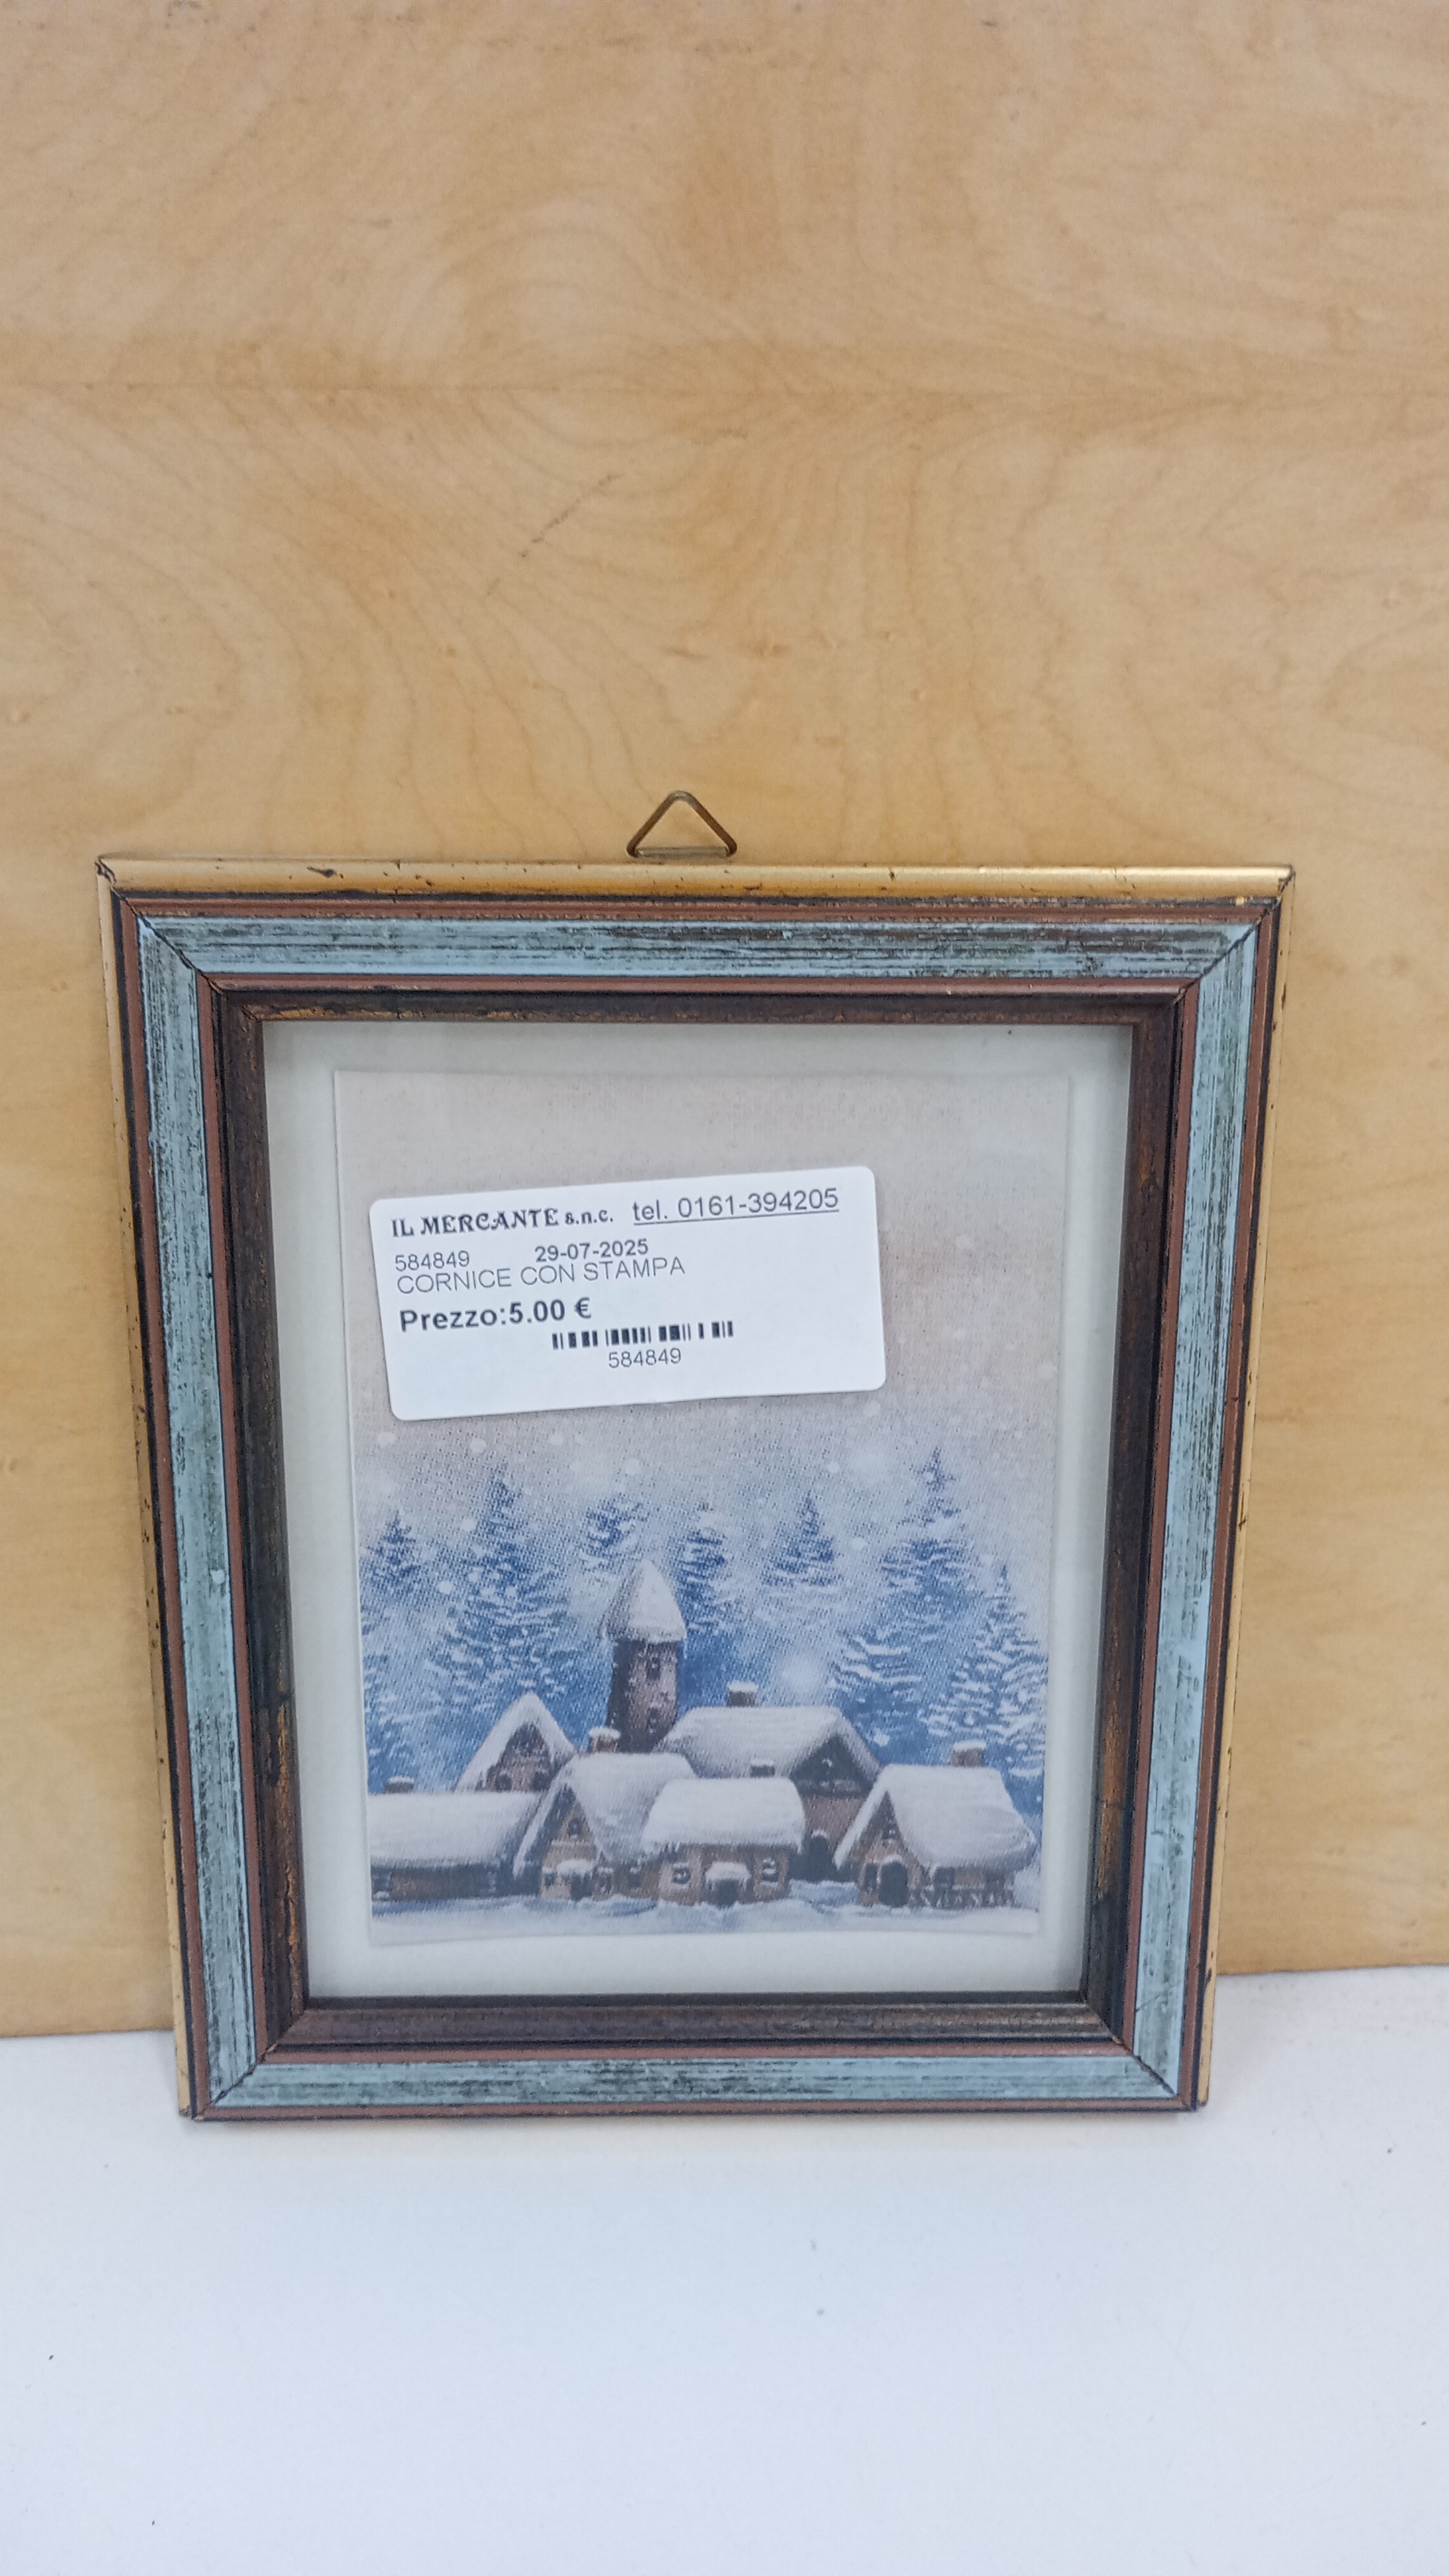 IL MERCANTE s.n.c. tel. 0161-394205
584849 29-07-2025
CORNICE CON STAMPA
Prezzo:5.00 €
584849